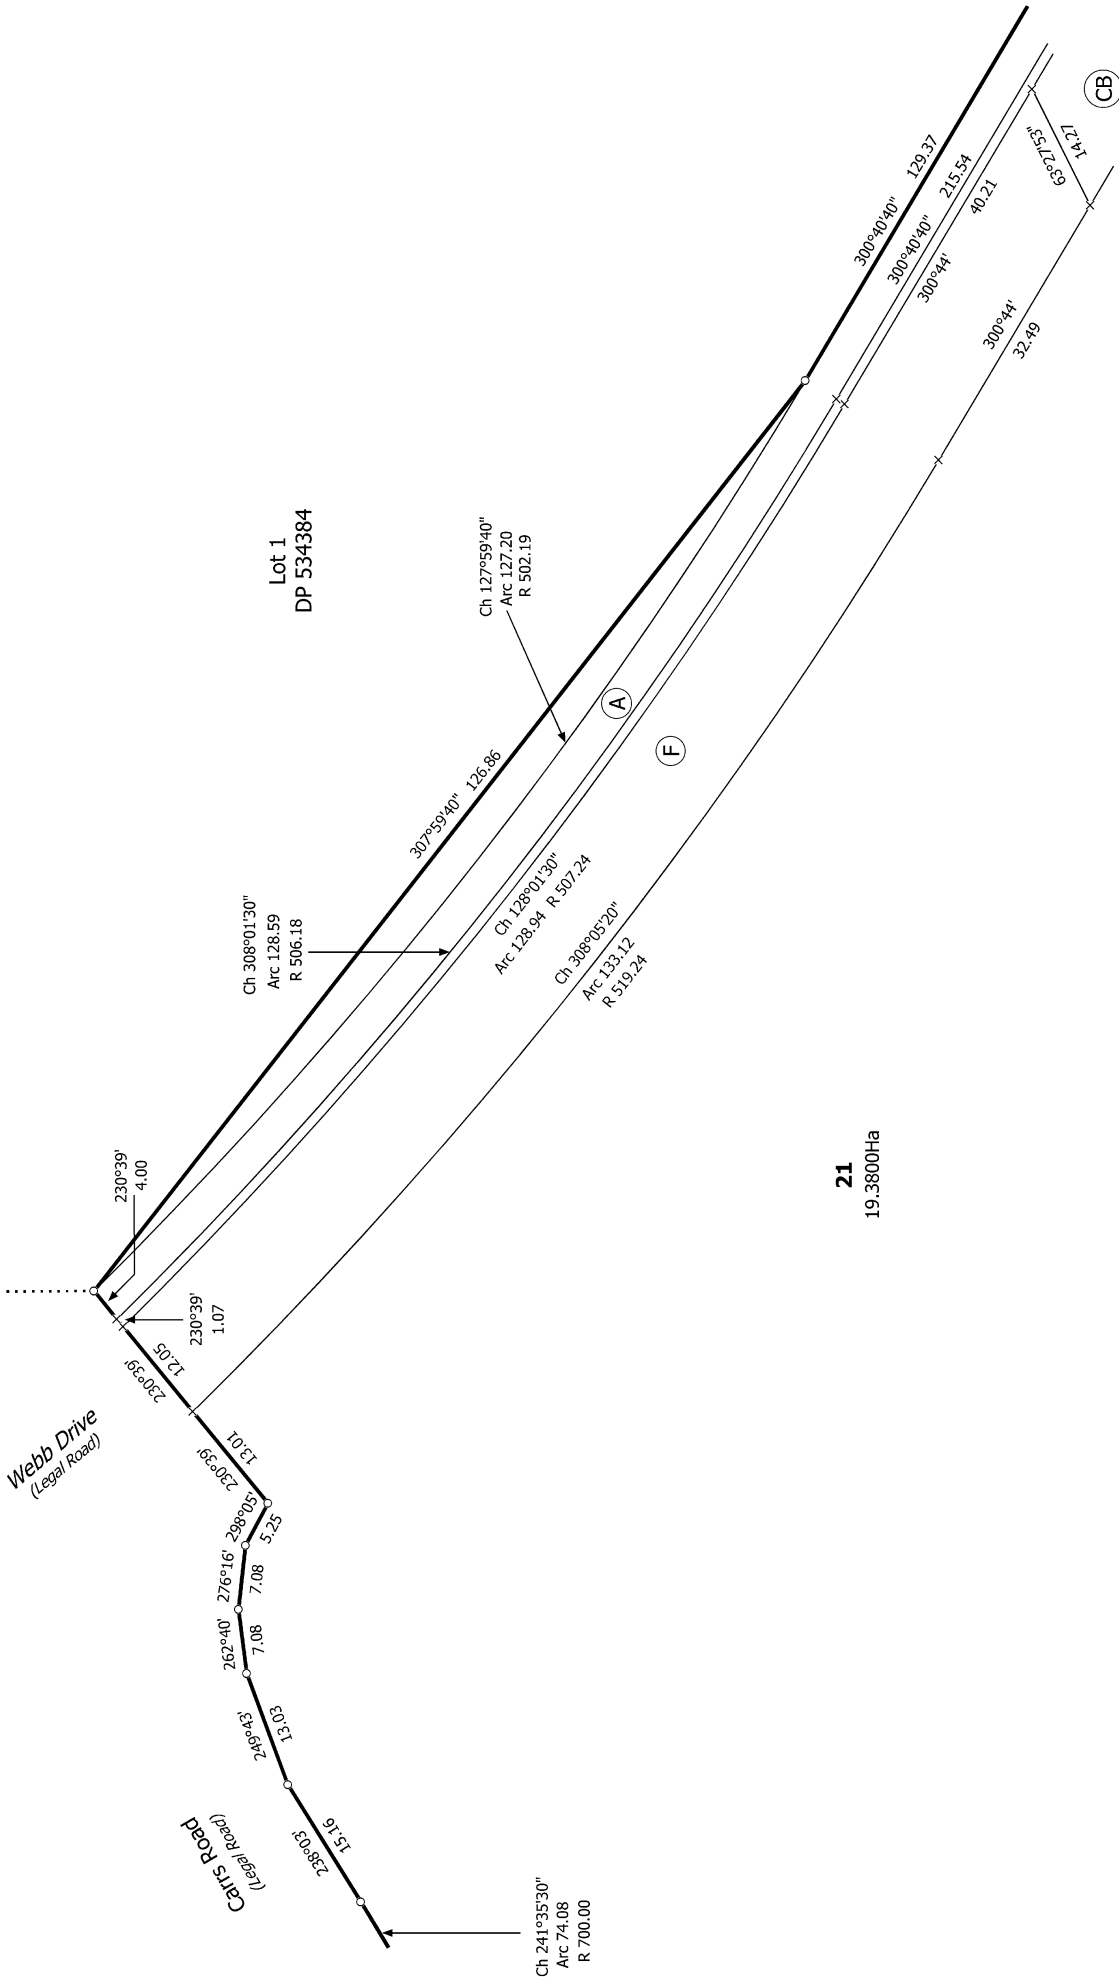 Webb Drive
(Legal Road)
Carrs Road
(Legal Road)
Lot 1
DP 534384
21
19.3800Ha
A
F
CB
230°39'
4.00
230°39'
1.07
230°39'
12.05
230°39'
13.01
298°05'
5.25
276°16'
7.08
262°40'
7.08
249°43'
13.03
238°03'
15.16
Ch 241°35'30"
Arc 74.08
R 700.00
Ch 308°01'30"
Arc 128.59
R 506.18
307°59'40" 126.86
Ch 127°59'40"
Arc 127.20
R 502.19
Ch 128°01'30"
Arc 128.94 R 507.24
Ch 308°05'20"
Arc 133.12
R 519.24
300°40'40" 129.37
300°40'40" 215.54
300°44' 40.21
300°44'
32.49
63°27'53"
14.27